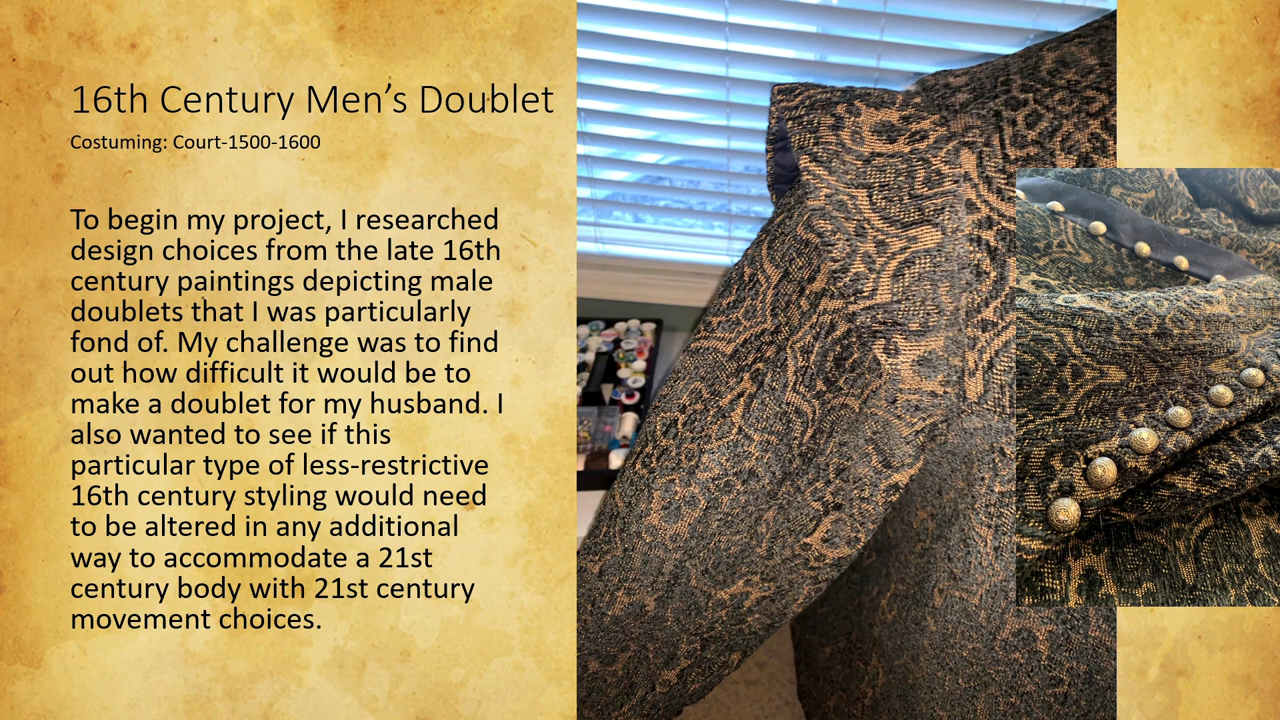 16th Century Men’s Doublet
Costuming: Court-1500-1600
To begin my project, I researched
design choices from the late 16th
century paintings depicting male
doublets that I was particularly
fond of. My challenge was to find
out how difficult it would be to
make a doublet for my husband. I
also wanted to see if this
particular type of less-restrictive
16th century styling would need
to be altered in any additional
way to accommodate a 21st
century body with 21st century
movement choices.